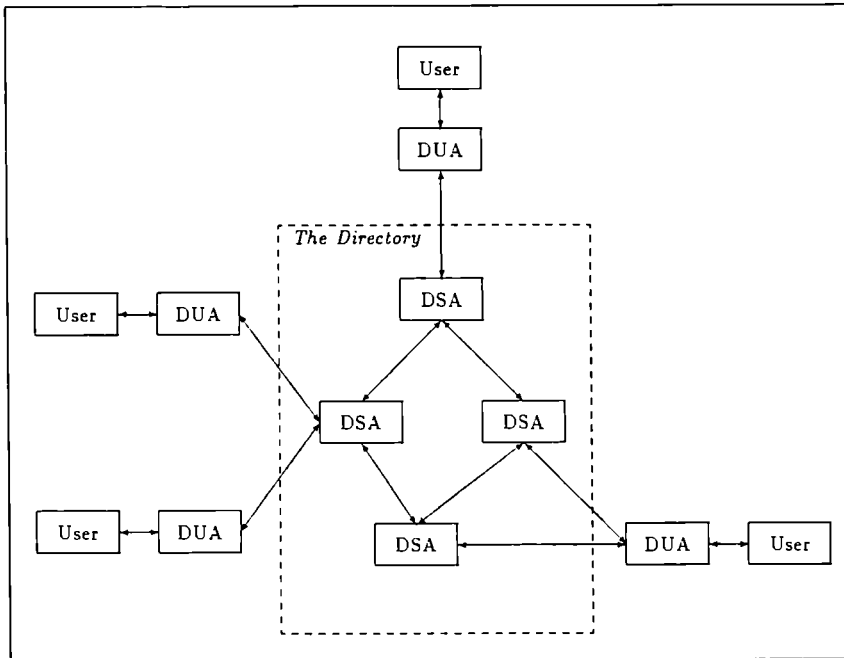 User
DUA
The Directory
DSA
User DUA
DSA DSA
User DUA
DSA DUA User